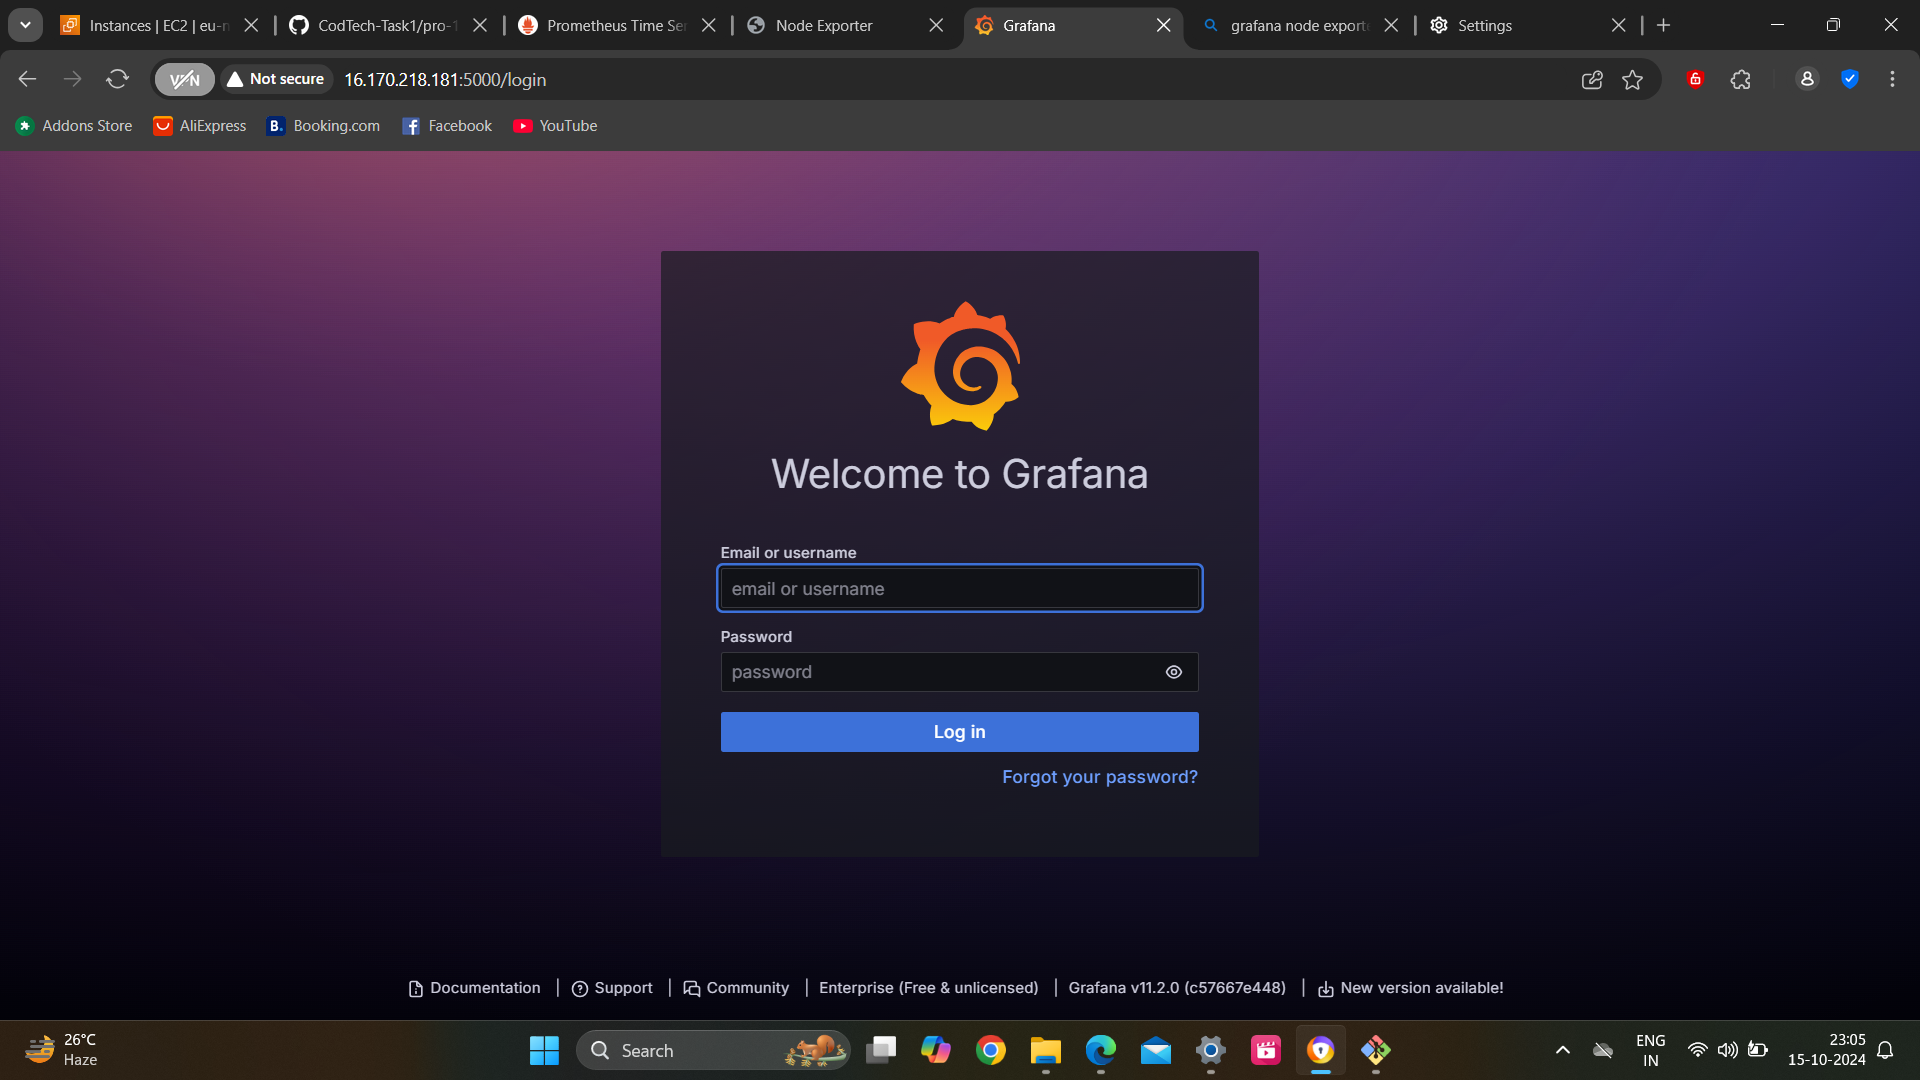 Instances | EC2 | eu-n
CodTech-Task1/pro-1
Prometheus Time Ser
Node Exporter
Grafana
grafana node exporte
Settings
VPN
Not secure
16.170.218.181:5000/login
Addons Store
AliExpress
B.
Booking.com
Facebook
YouTube
Welcome to Grafana
Email or username
email or username
Password
password
Log in
Forgot your password?
Documentation
Support
Community
Enterprise (Free & unlicensed)
Grafana v11.2.0 (c57667e448)
New version available!
26°C
Haze
Search
ENG
IN
23:05
15-10-2024